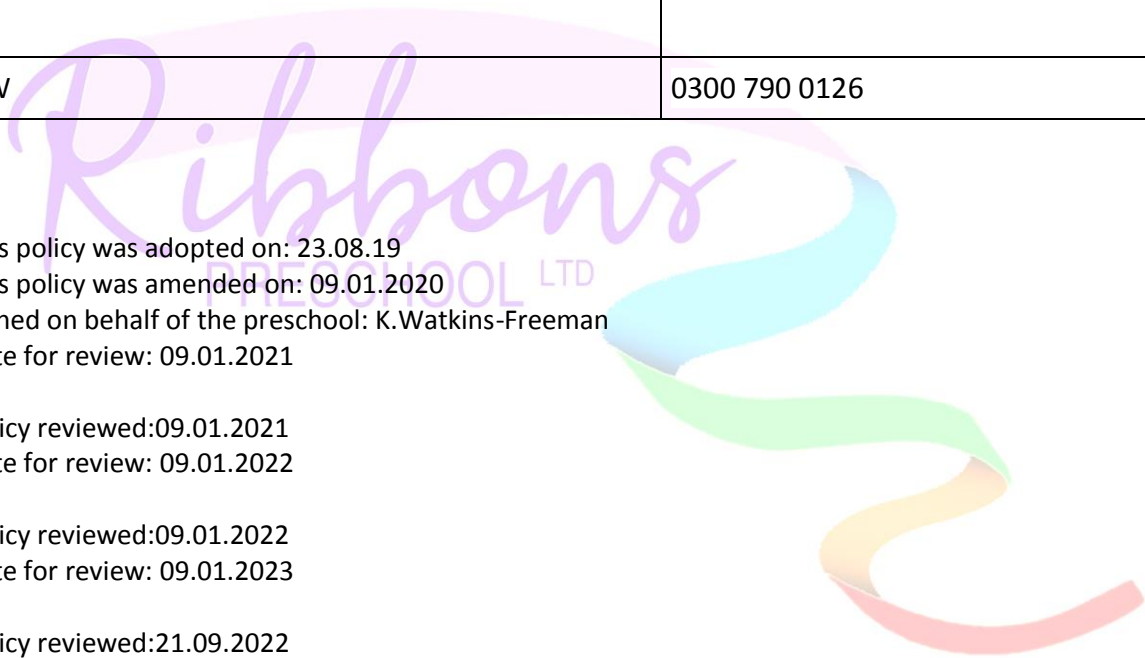 W
0300 790 0126
Ribbons
PRESCHOOL LTD
s policy was adopted on: 23.08.19
s policy was amended on: 09.01.2020
ned on behalf of the preschool: K.Watkins-Freeman
te for review: 09.01.2021
icy reviewed:09.01.2021
te for review: 09.01.2022
icy reviewed:09.01.2022
te for review: 09.01.2023
icy reviewed:21.09.2022